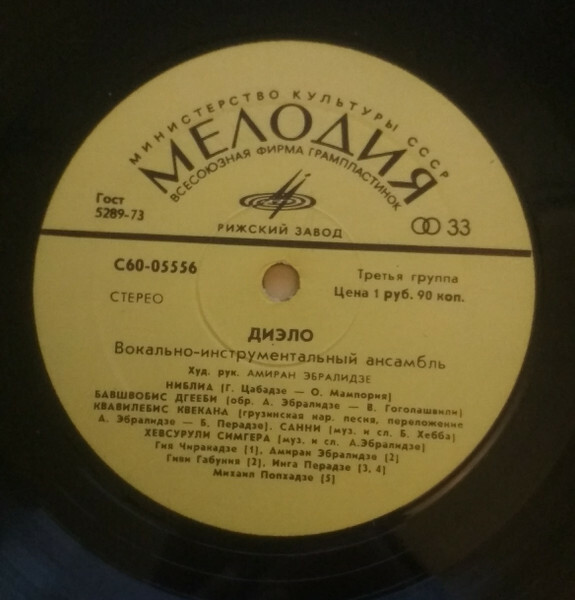 МИНИСТЕРСТВО КУЛЬТУРЫ СССР
МЕЛОДИЯ
ВСЕСОЮЗНАЯ ФИРМА ГРАМПЛАСТИНОК
Гост
5289-73
33
РИЖСКИЙ ЗАВОД
С60-05556
Третья группа
СТЕРЕО
Цена 1 руб. 90 коп.
ДИЭЛО
Вокально-инструментальный ансамбль
Худ. рук. АМИРАН ЭБРАЛИДЗЕ
НИБЛИА (Г. Цабадзе — О. Мампория)
БАВШВОБИС ДГЕЕБИ (обр. А. Эбралидзе — В. Гоголашвили)
КВАВИЛЕБИС КВЕКАНА (грузинская нар. песня, переложение
А. Эбралидзе — Б. Перадзе). САННИ (муз. и сл. Б. Хебба)
ХЕВСУРУЛИ СИМГЕРА (муз. и сл. А.Эбралидзе)
Гия Чиракадзе [1], Амиран Эбралидзе [2]
Гиви Габуния [2], Инга Перадзе [3, 4]
Михаил Попхадзе [5]